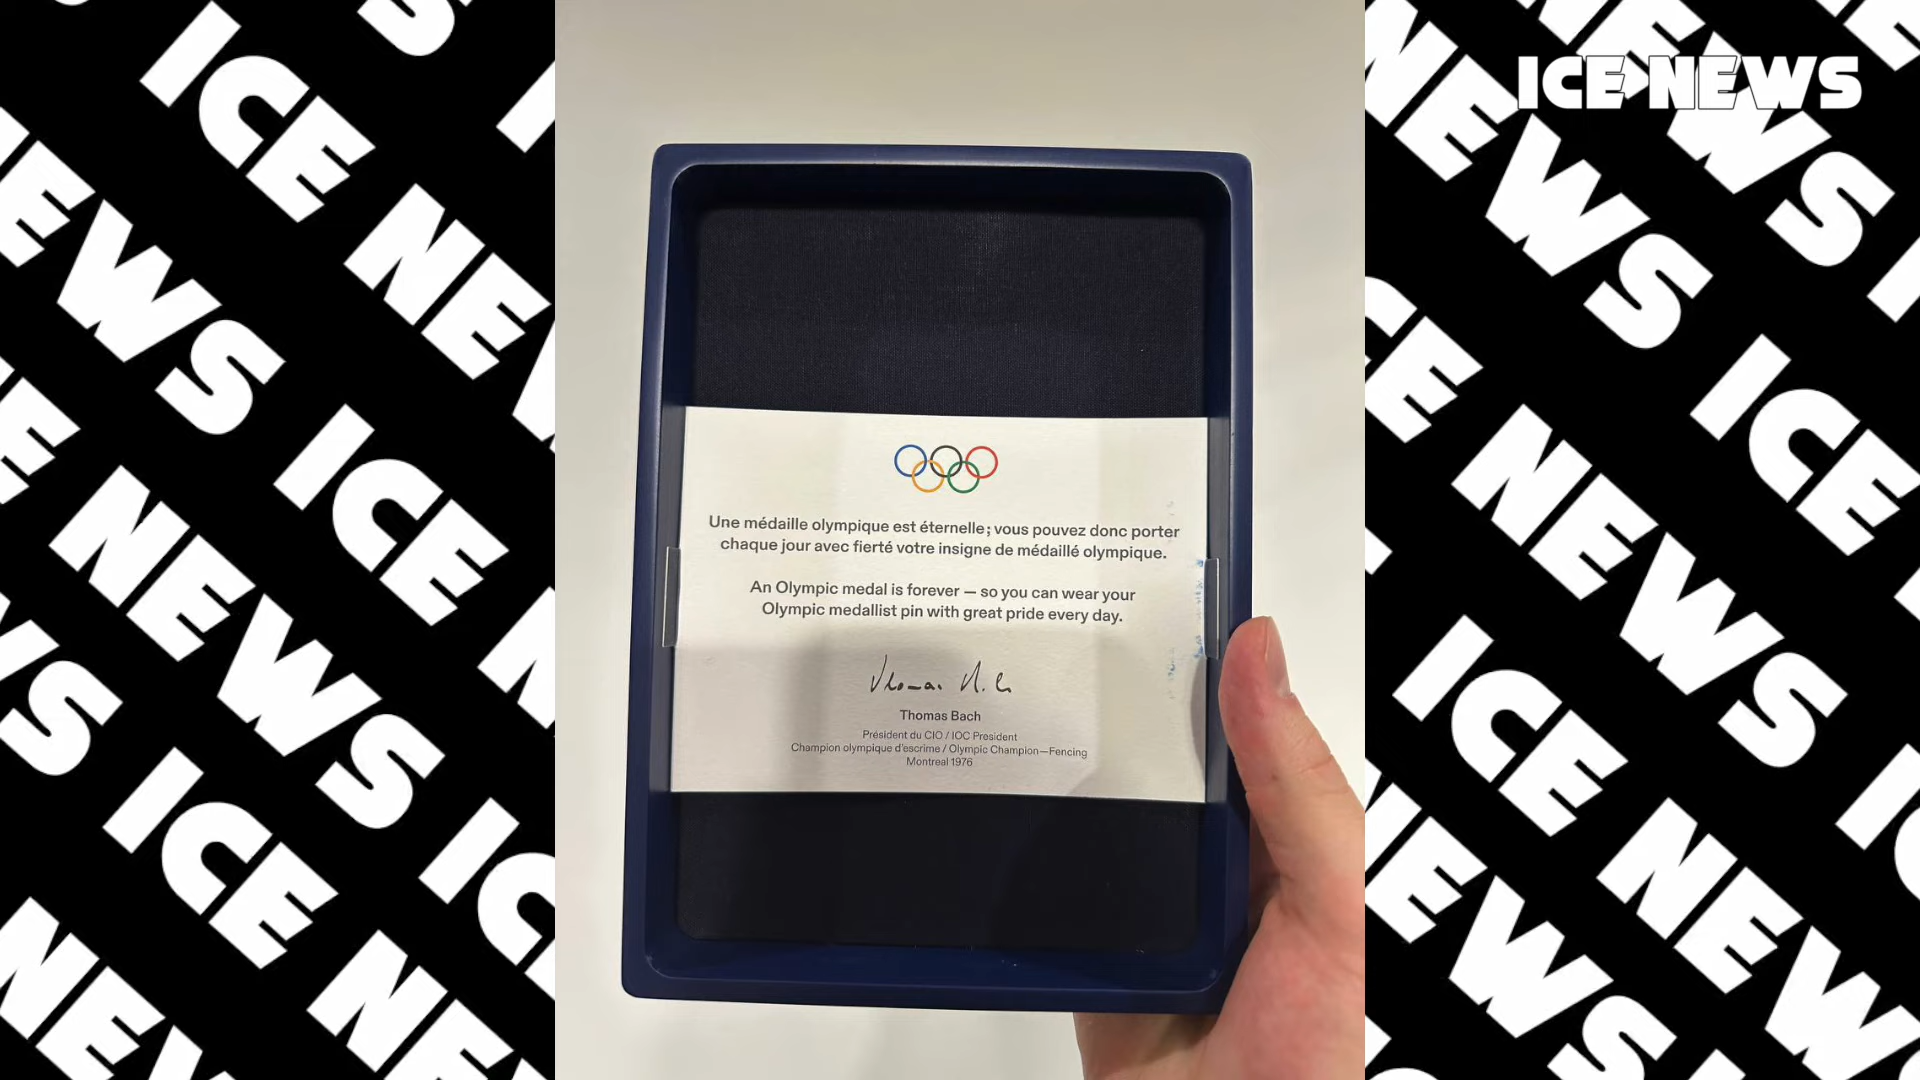 ICE NEWS
Une médaille olympique est éternelle; vous pouvez donc porter
chaque jour avec fierté votre insigne de médaillé olympique.
An Olympic medal is forever — so you can wear your
Olympic medallist pin with great pride every day.
Thomas Bach
Président du CIO / IOC President
Champion olympique d'escrime / Olympic Champion—Fencing
Montreal 1976